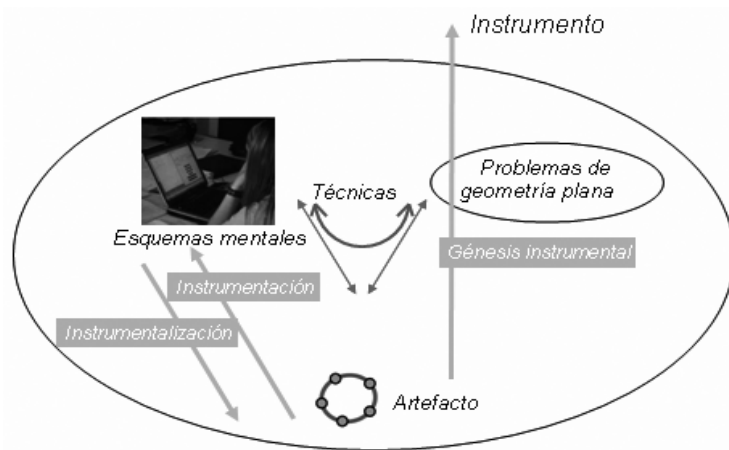 Instrumento
Problemas de
geometría plana
Técnicas
Esquemas mentales
Génesis instrumental
Instrumentación
Instrumentalización
Artefacto